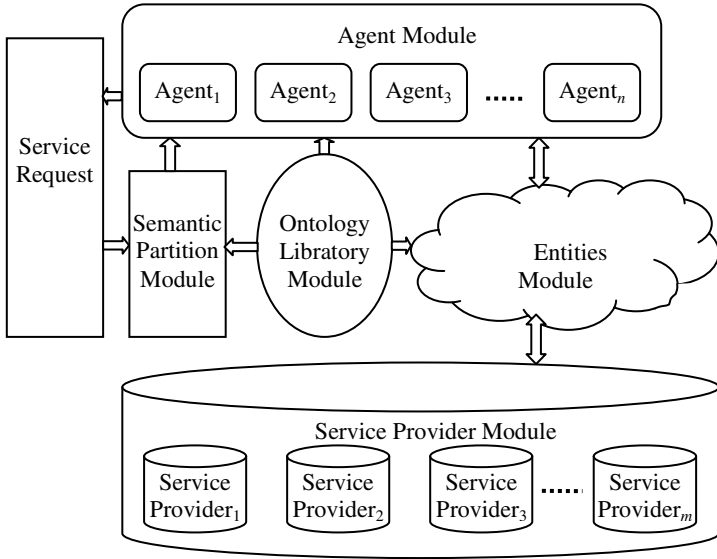 Agent Module
Agent1 Agent2 Agent3 ..... Agentn
Service
Request
Semantic
Partition
Module
Ontology
Libratory
Module
Entities
Module
Service Provider Module
Service
Provider1
Service
Provider2
Service
Provider3
......
Service
Providerm